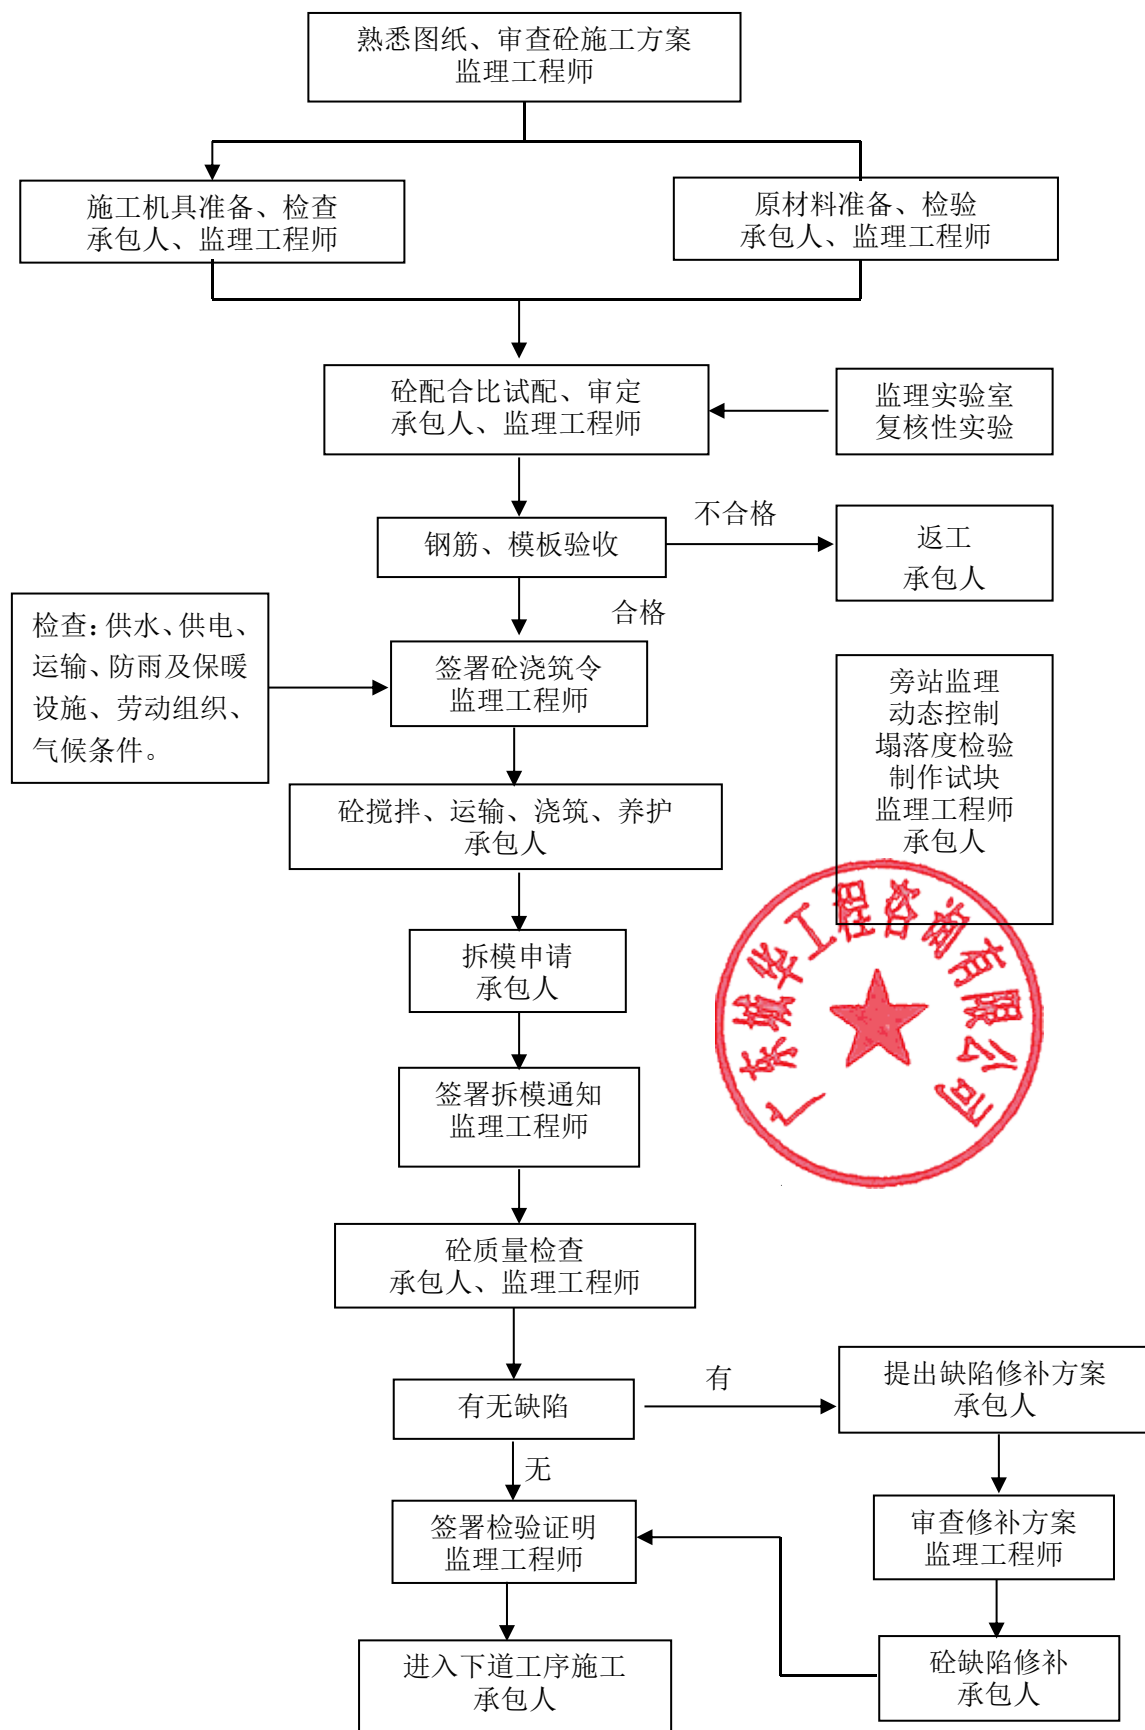 熟悉图纸、审查砼施工方案
监理工程师
施工机具准备、检查
承包人、监理工程师
原材料准备、检验
承包人、监理工程师
砼配合比试配、审定
承包人、监理工程师
监理实验室
复核性实验
钢筋、模板验收
不合格
返工
承包人
合格
检查：供水、供电、
运输、防雨及保暖
设施、劳动组织、
气候条件。
签署砼浇筑令
监理工程师
旁站监理
动态控制
塌落度检验
制作试块
监理工程师
承包人
砼搅拌、运输、浇筑、养护
承包人
广东城华工程咨询有限公司
拆模申请
承包人
签署拆模通知
监理工程师
砼质量检查
承包人、监理工程师
有无缺陷
有
提出缺陷修补方案
承包人
无
签署检验证明
监理工程师
审查修补方案
监理工程师
进入下道工序施工
承包人
砼缺陷修补
承包人